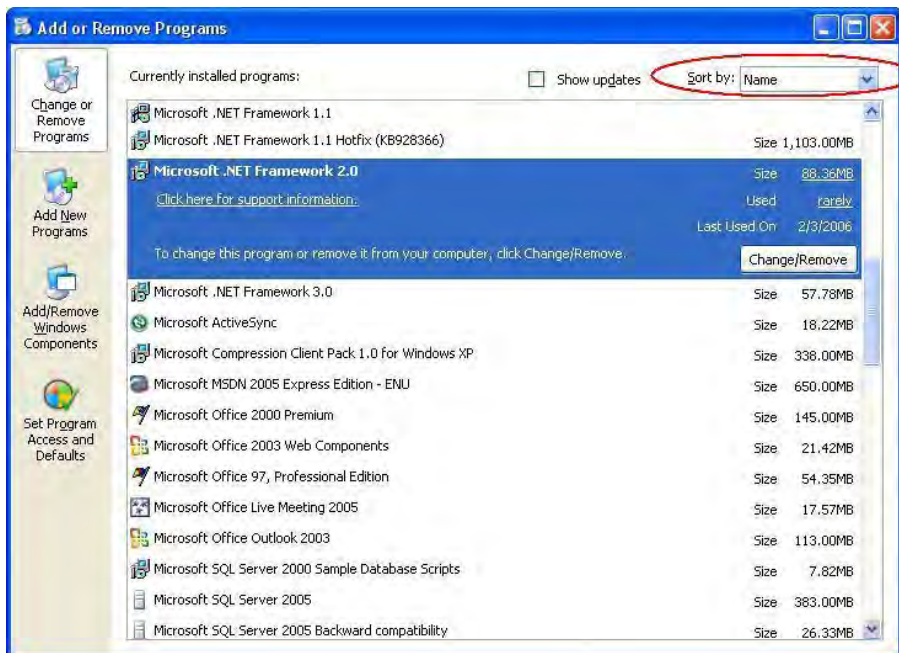 Add or Remove Programs
Change or
Remove
Programs
Add New
Programs
Add/Remove
Windows
Components
Set Program
Access and
Defaults
Currently installed programs:
Show updates
Sort by: Name
Microsoft .NET Framework 1.1
Microsoft .NET Framework 1.1 Hotfix (KB928366) Size 1,103.00MB
Microsoft .NET Framework 2.0 Size 88.36MB
Click here for support information. Used rarely
Last Used On 2/3/2006
To change this program or remove it from your computer, click Change/Remove. Change/Remove
Microsoft .NET Framework 3.0 Size 57.78MB
Microsoft ActiveSync Size 18.22MB
Microsoft Compression Client Pack 1.0 for Windows XP Size 338.00MB
Microsoft MSDN 2005 Express Edition - ENU Size 650.00MB
Microsoft Office 2000 Premium Size 145.00MB
Microsoft Office 2003 Web Components Size 21.42MB
Microsoft Office 97, Professional Edition Size 54.35MB
Microsoft Office Live Meeting 2005 Size 17.57MB
Microsoft Office Outlook 2003 Size 113.00MB
Microsoft SQL Server 2000 Sample Database Scripts Size 7.82MB
Microsoft SQL Server 2005 Size 383.00MB
Microsoft SQL Server 2005 Backward compatibility Size 26.33MB